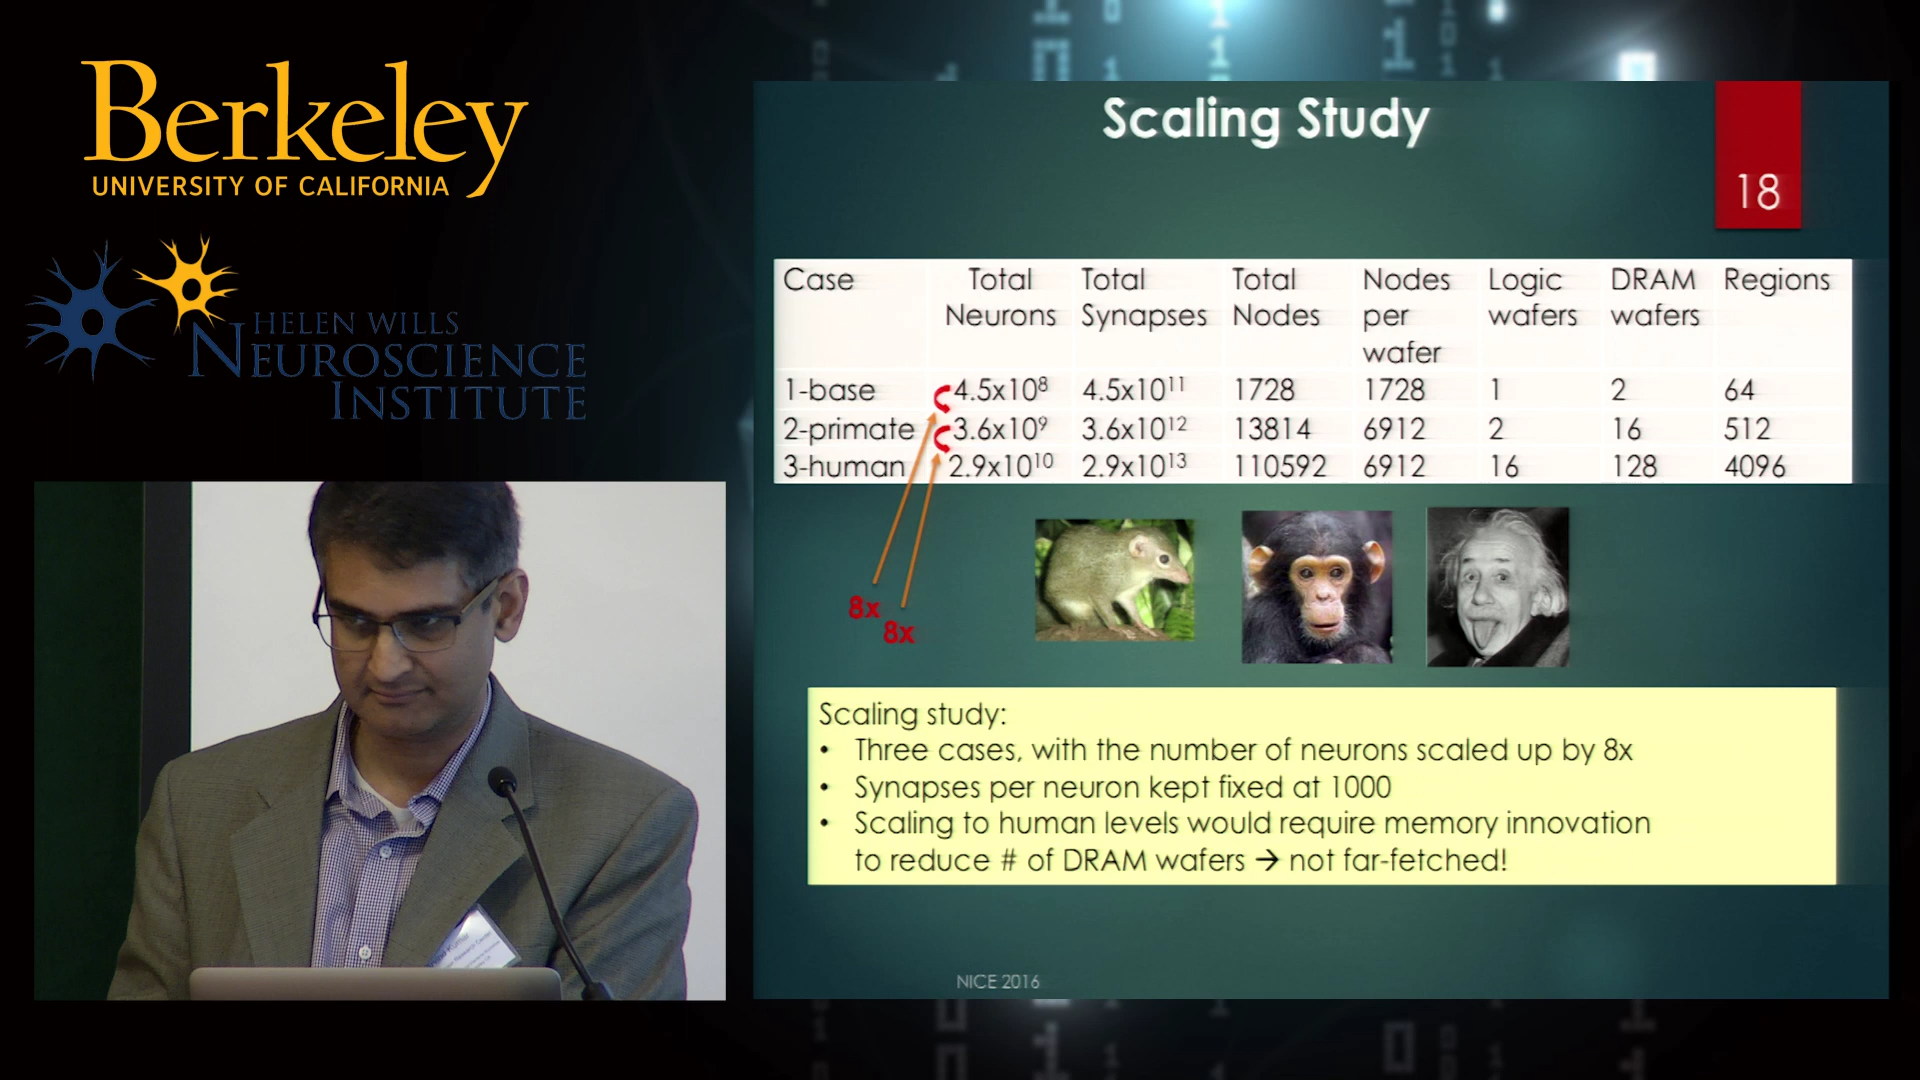 Berkeley
UNIVERSITY OF CALIFORNIA
HELEN WILLS
NEUROSCIENCE
INSTITUTE
Scaling Study
18
Case Total Neurons Total Synapses Total Nodes Nodes per wafer Logic wafers DRAM wafers Regions
1-base 4.5x10⁸ 4.5x10¹¹ 1728 1728 1 2 64
2-primate 3.6x10⁹ 3.6x10¹² 13814 6912 2 16 512
3-human 2.9x10¹⁰ 2.9x10¹³ 110592 6912 16 128 4096
8x
8x
Scaling study:
• Three cases, with the number of neurons scaled up by 8x
• Synapses per neuron kept fixed at 1000
• Scaling to human levels would require memory innovation
to reduce # of DRAM wafers → not far-fetched!
NICE 2016
Kumar
Research Center